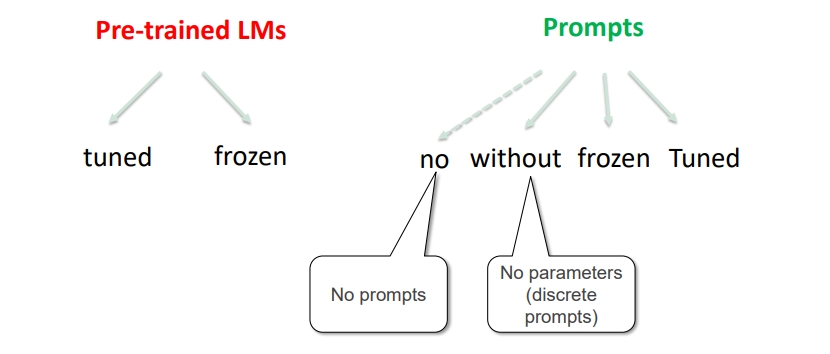 Pre-trained LMs
Prompts
tuned
frozen
no
without
frozen
Tuned
No prompts
No parameters
(discrete
prompts)